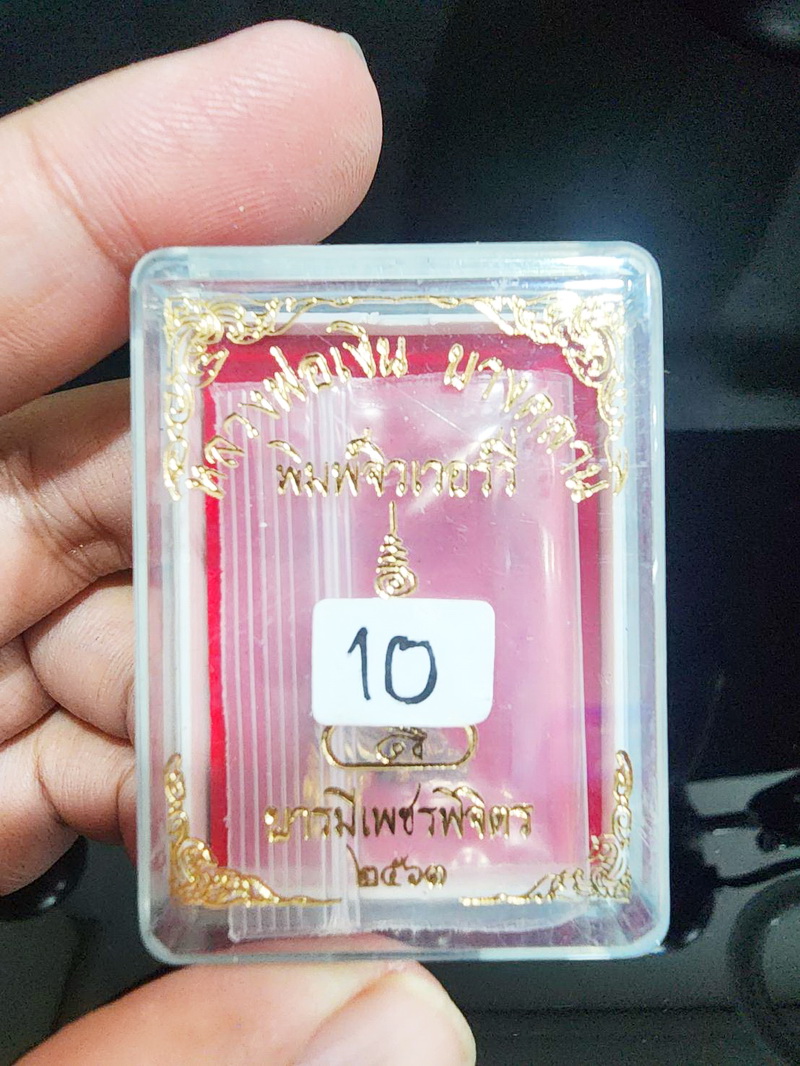 หลวงพ่อเงิน บางคลาน
พิมพ์จิวเวอร์รี่
10
บารมีเพชรพิจิตร
๒๕๖๓